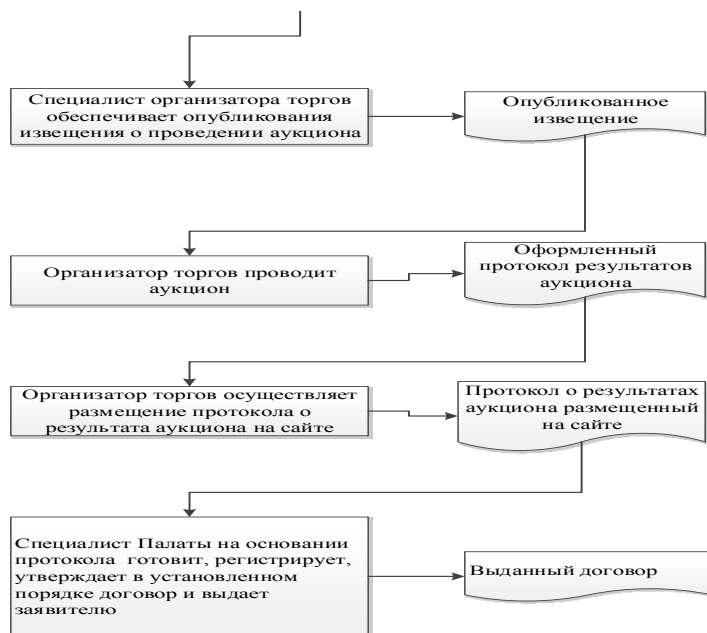 Специалист организатора торгов
обеспечивает опубликования
извещения о проведении аукциона
Опубликованное
извещение
Организатор торгов проводит
аукцион
Оформленный
протокол результатов
аукциона
Организатор торгов осуществляет
размещение протокола о
результата аукциона на сайте
Протокол о результатах
аукциона размещенный
на сайте
Специалист Палаты на основании
протокола готовит, регистрирует,
утверждает в установленном
порядке договор и выдает
заявителю
Выданный договор